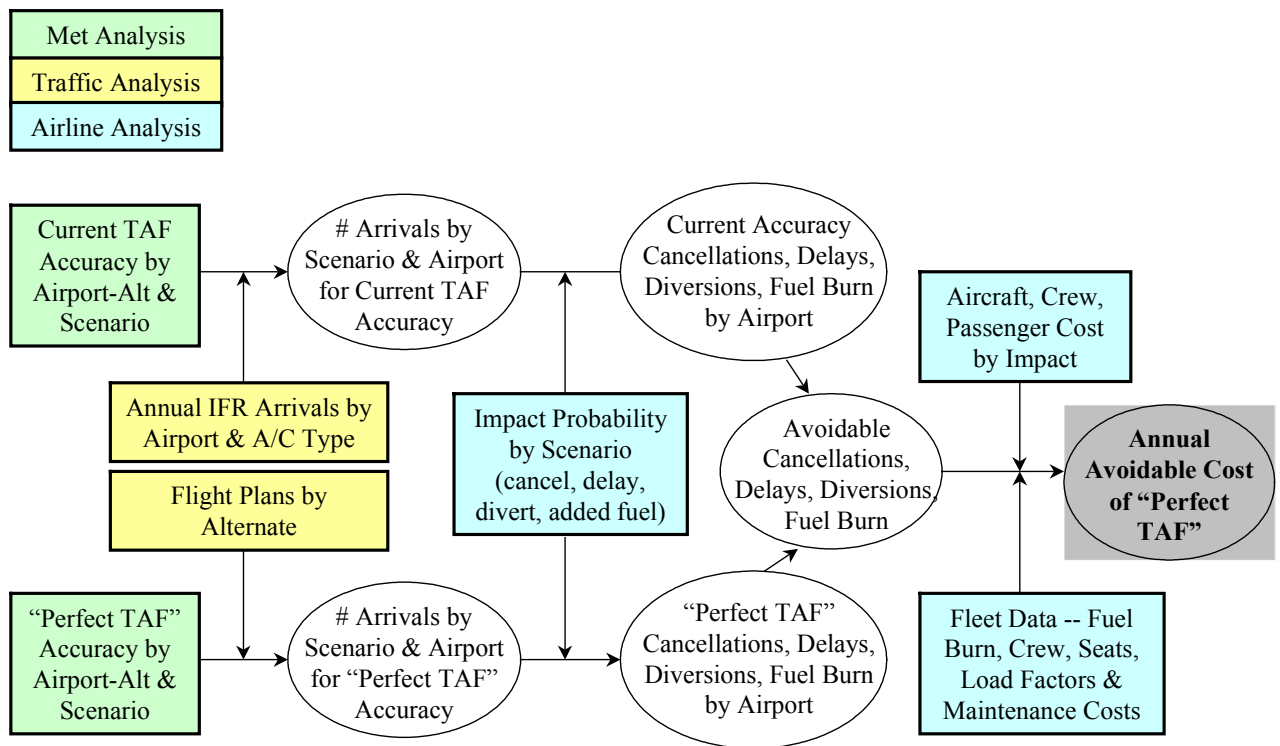 Met Analysis
Traffic Analysis
Airline Analysis
Current TAF
Accuracy by
Airport-Alt &
Scenario
# Arrivals by
Scenario & Airport
for Current TAF
Accuracy
Current Accuracy
Cancellations, Delays,
Diversions, Fuel Burn
by Airport
Aircraft, Crew,
Passenger Cost
by Impact
Annual IFR Arrivals by
Airport & A/C Type
Flight Plans by
Alternate
Impact Probability
by Scenario
(cancel, delay,
divert, added fuel)
Avoidable
Cancellations,
Delays, Diversions,
Fuel Burn
Annual
Avoidable Cost
of “Perfect
TAF”
“Perfect TAF”
Accuracy by
Airport-Alt &
Scenario
# Arrivals by
Scenario & Airport
for “Perfect TAF”
Accuracy
“Perfect TAF”
Cancellations, Delays,
Diversions, Fuel Burn
by Airport
Fleet Data -- Fuel
Burn, Crew, Seats,
Load Factors &
Maintenance Costs